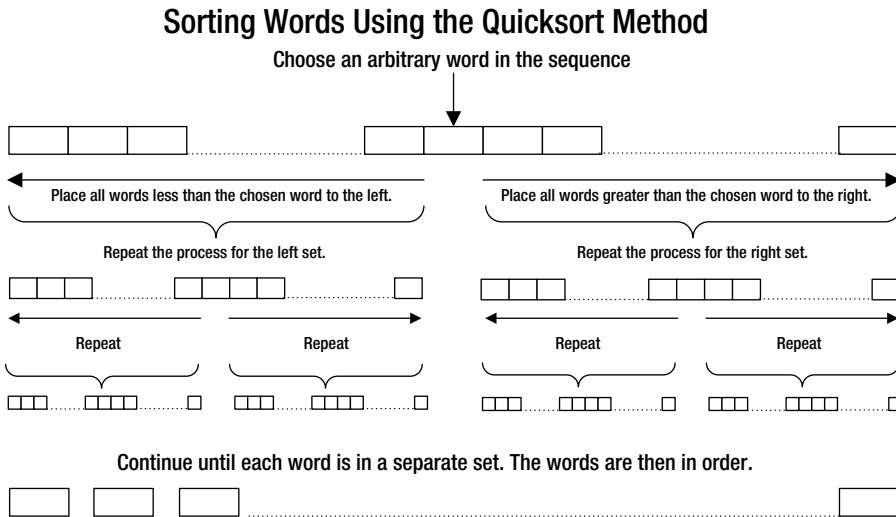 Sorting Words Using the Quicksort Method
Choose an arbitrary word in the sequence
Place all words less than the chosen word to the left.
Place all words greater than the chosen word to the right.
Repeat the process for the left set.
Repeat the process for the right set.
Repeat
Repeat
Repeat
Repeat
Continue until each word is in a separate set. The words are then in order.